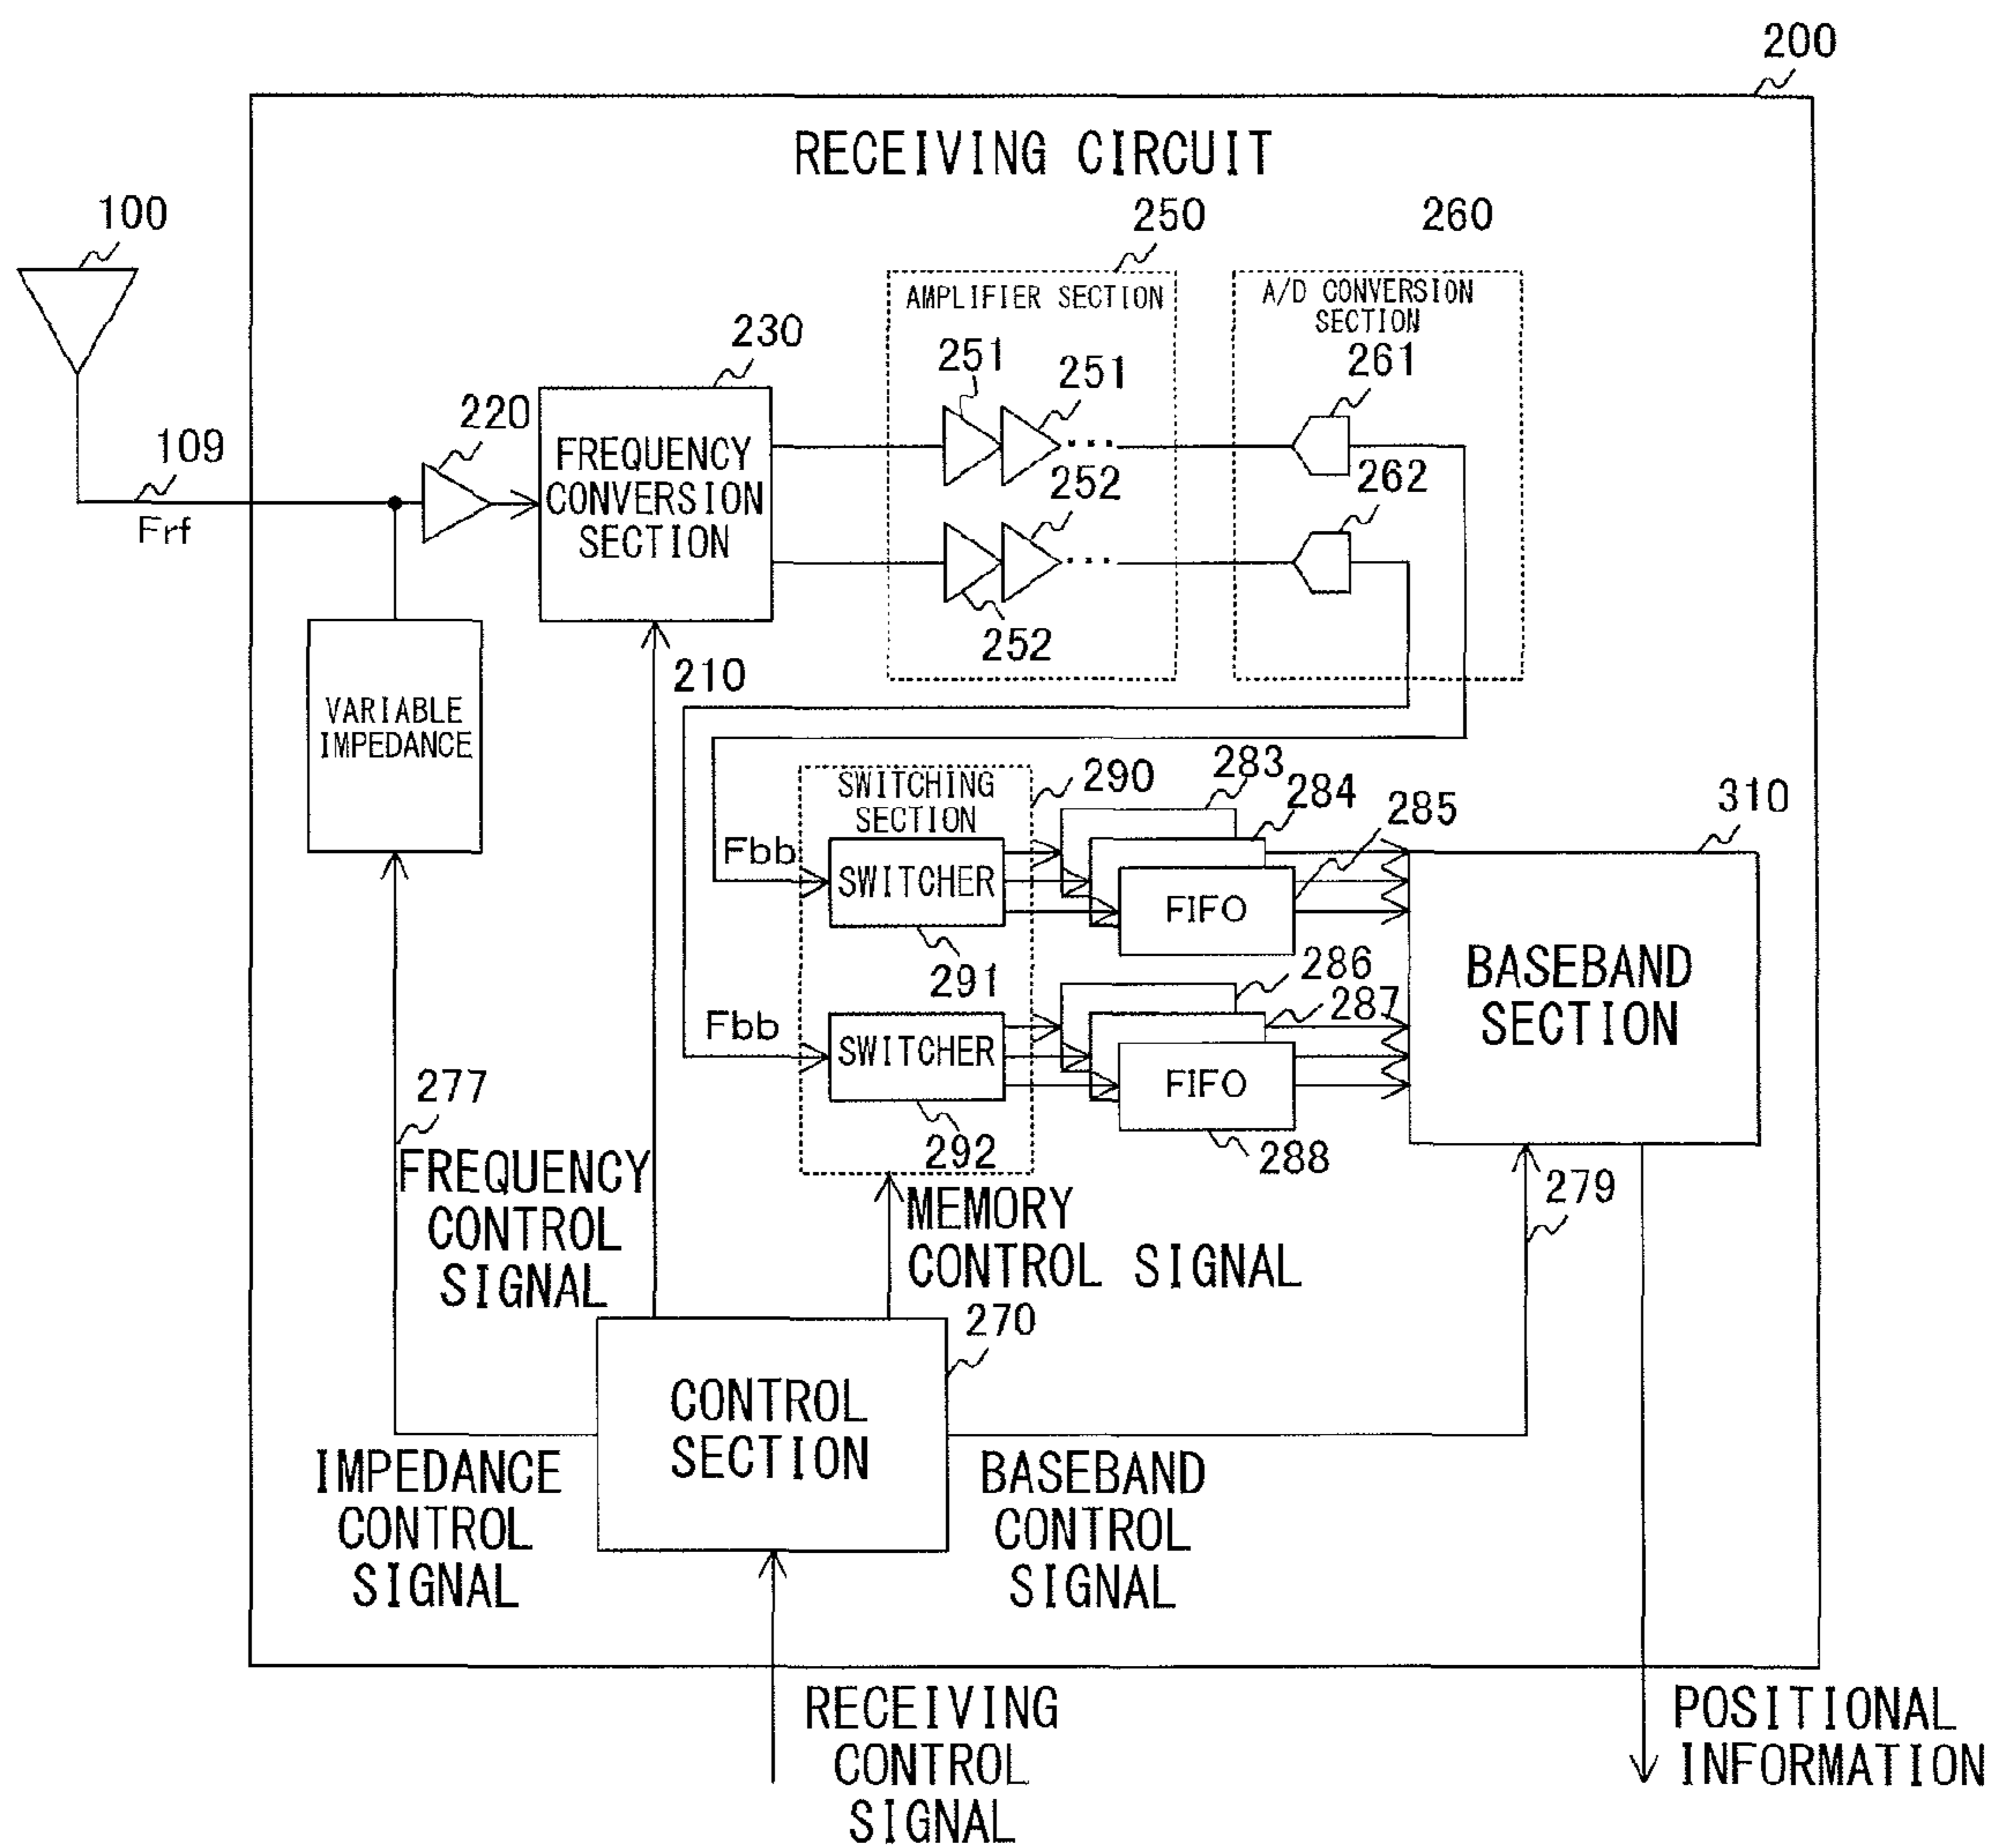 200
RECEIVING CIRCUIT
100
250
260
AMPLIFIER SECTION
A/D CONVERSION
SECTION
230
251
251
261
220
FREQUENCY
CONVERSION
SECTION
109
Frf
252
262
252
210
VARIABLE
IMPEDANCE
SWITCHING
SECTION
290
283
284
285
310
Fbb
SWITCHER
FIFO
291
BASEBAND
SECTION
286
287
Fbb
SWITCHER
FIFO
292
288
277
279
FREQUENCY
CONTROL
SIGNAL
MEMORY
CONTROL SIGNAL
270
CONTROL
SECTION
IMPEDANCE
CONTROL
SIGNAL
BASEBAND
CONTROL
SIGNAL
RECEIVING
CONTROL
SIGNAL
POSITIONAL
INFORMATION